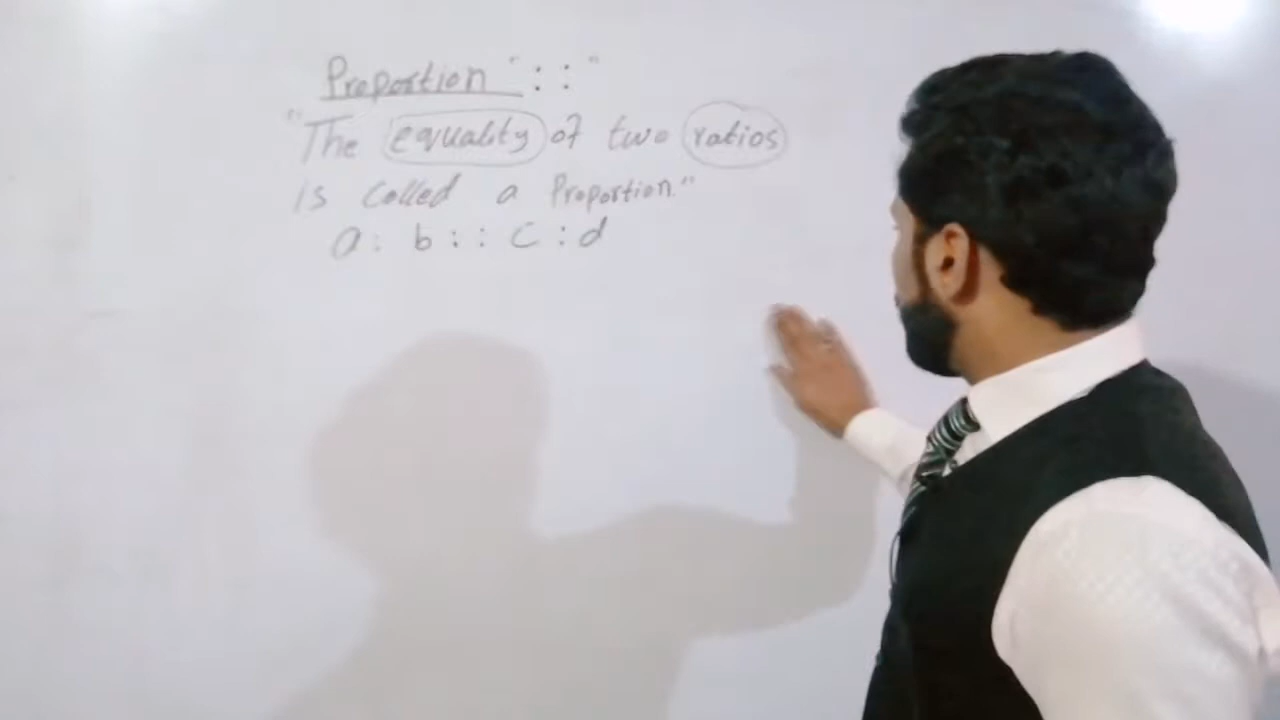 Proportion " : : "
"The equality of two ratios
is called a Proportion."
a : b : : c : d